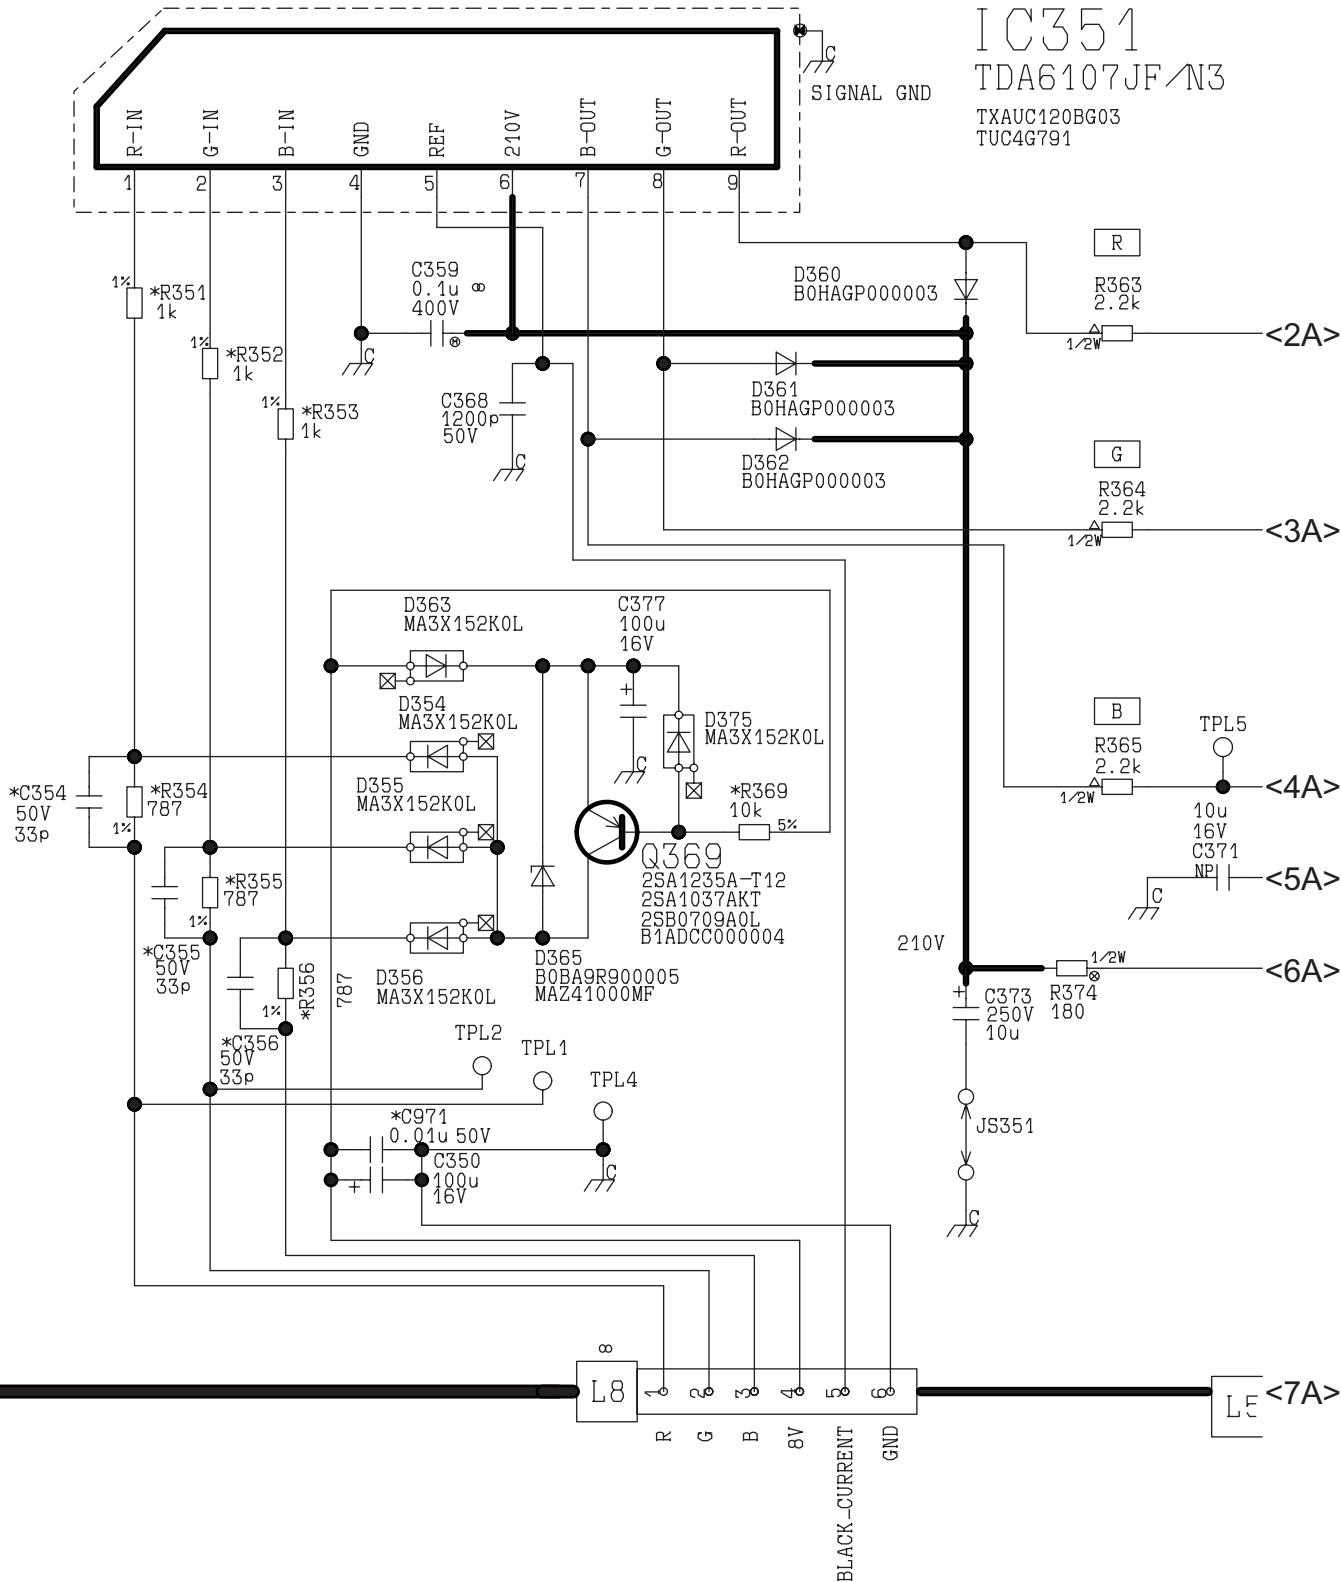 IC351
TDA6107JF/N3
TXAUC120BG03
TUC4G791
C
SIGNAL GND
R-IN
G-IN
B-IN
GND
REF
210V
B-OUT
G-OUT
R-OUT
1
2
3
4
5
6
7
8
9
1%
*R351
1k
1%
*R352
1k
1%
*R353
1k
C359
0.1u
400V
C
C368
1200p
50V
C
D360
B0HAGP000003
D361
B0HAGP000003
D362
B0HAGP000003
R
R363
2.2k
1/2W
<2A>
G
R364
2.2k
1/2W
<3A>
B
R365
2.2k
1/2W
TPL5
<4A>
10u
16V
C371
NP
C
<5A>
210V
1/2W
R374
180
<6A>
+
C373
250V
10u
JS351
C
D363
MA3X152K0L
C377
100u
16V
+
C
D354
MA3X152K0L
D375
MA3X152K0L
D355
MA3X152K0L
*R369
10k
5%
Q369
2SA1235A-T12
2SA1037AKT
2SB0709A0L
B1ADCC000004
D365
B0BA9R900005
MAZ41000MF
D356
MA3X152K0L
*C354
50V
33p
*R354
787
1%
*R355
787
1%
*C355
50V
33p
*R356
787
1%
*C356
50V
33p
TPL2
TPL1
TPL4
*C971
0.01u 50V
C350
100u
16V
+
C
L8
1
2
3
4
5
6
R
G
B
8V
BLACK-CURRENT
GND
L5
<7A>